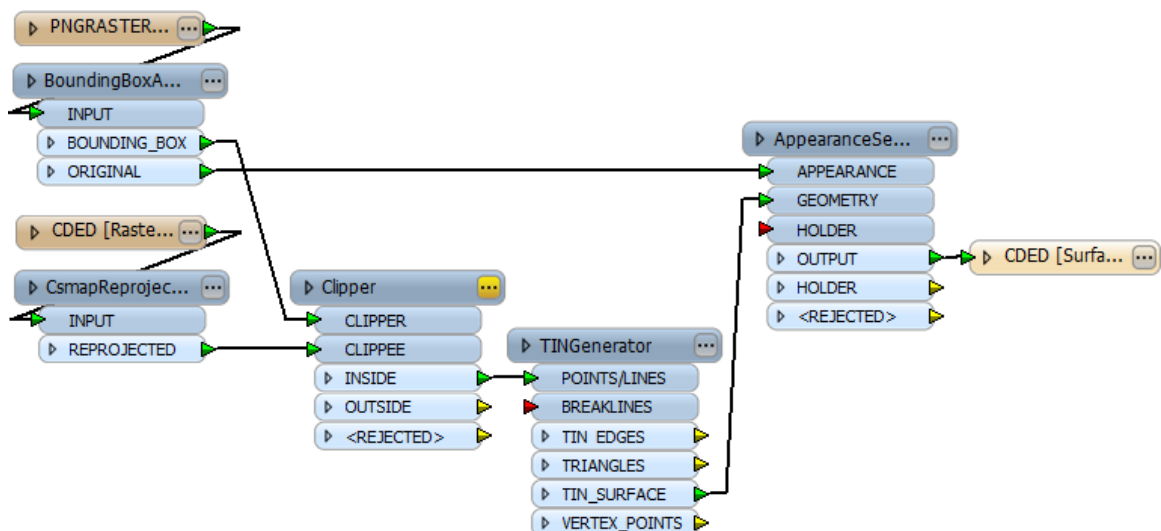 PNGRASTER...
BoundingBoxA...
INPUT
BOUNDING_BOX
ORIGINAL
CDED [Raste...
CsmapReprojec...
INPUT
REPROJECTED
Clipper
CLIPPER
CLIPPEE
INSIDE
OUTSIDE
<REJECTED>
TINGenerator
POINTS/LINES
BREAKLINES
TIN_EDGES
TRIANGLES
TIN_SURFACE
VERTEX_POINTS
AppearanceSe...
APPEARANCE
GEOMETRY
HOLDER
OUTPUT
HOLDER
<REJECTED>
CDED [Surfa...